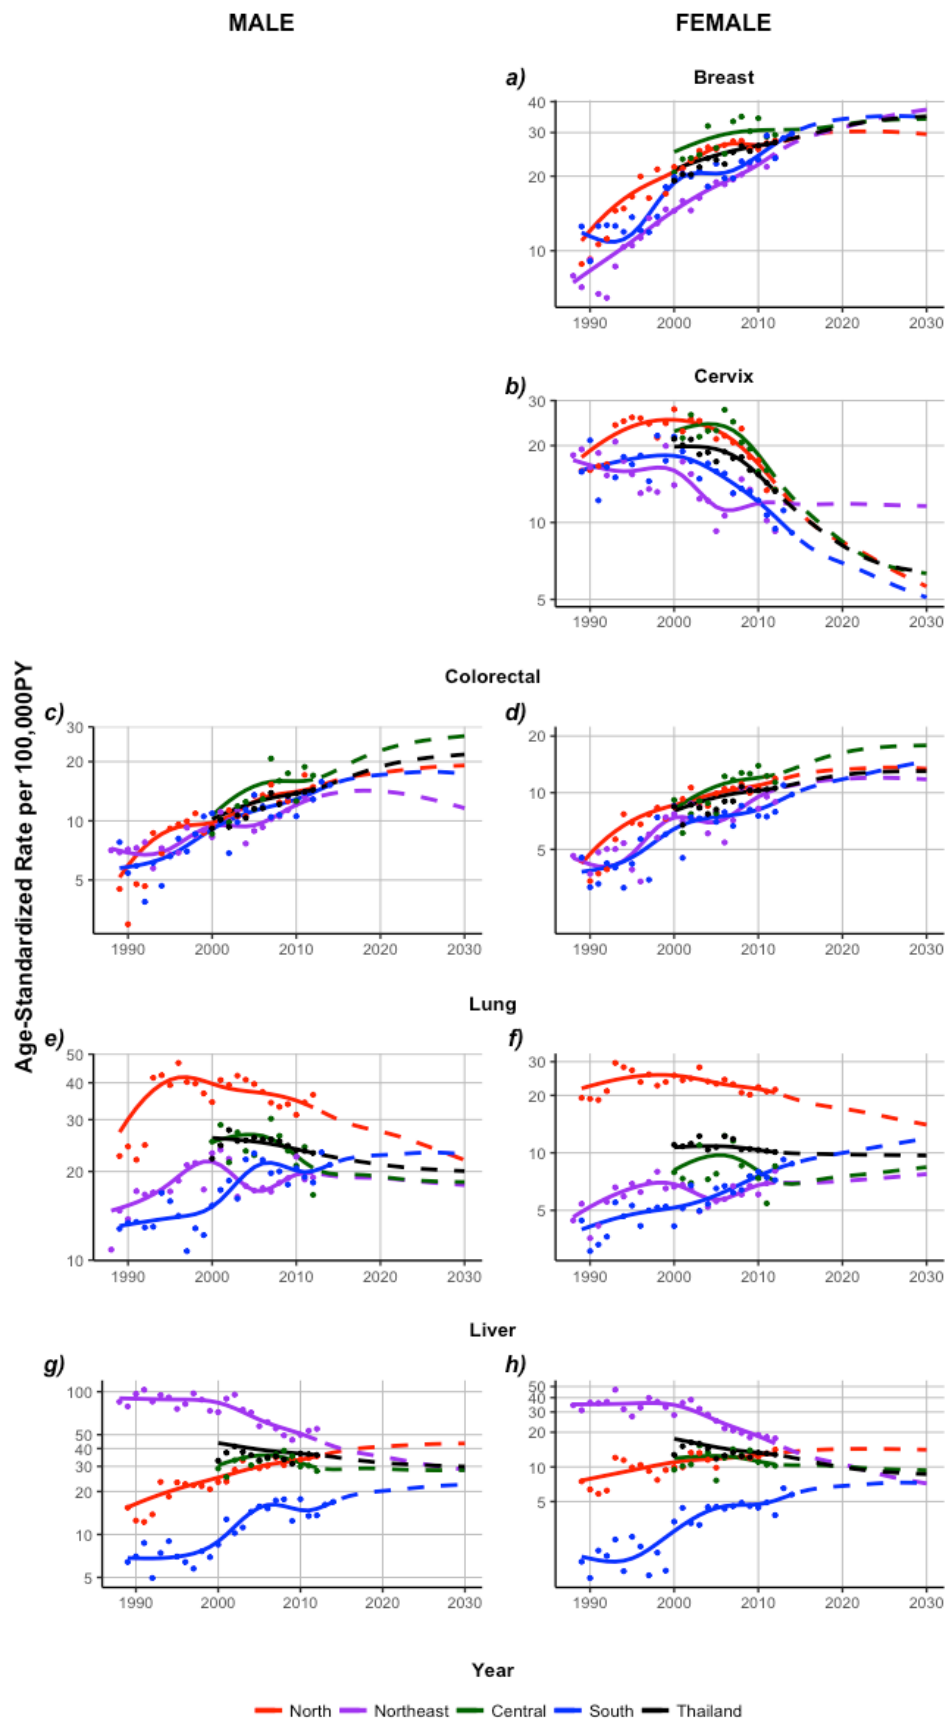 MALE FEMALE
a) Breast
40
30
20
10
1990 2000 2010 2020 2030
b) Cervix
30
20
10
5
1990 2000 2010 2020 2030
Age-Standardized Rate per 100,000PY
Colorectal
c) d)
30
20
10
5
1990 2000 2010 2020 2030
20
10
5
1990 2000 2010 2020 2030
Lung
e) f)
50
40
30
20
10
1990 2000 2010 2020 2030
30
20
10
5
1990 2000 2010 2020 2030
Liver
g) h)
100
50
40
30
20
10
5
1990 2000 2010 2020 2030
50
40
30
20
10
5
1990 2000 2010 2020 2030
Year
North Northeast Central South Thailand